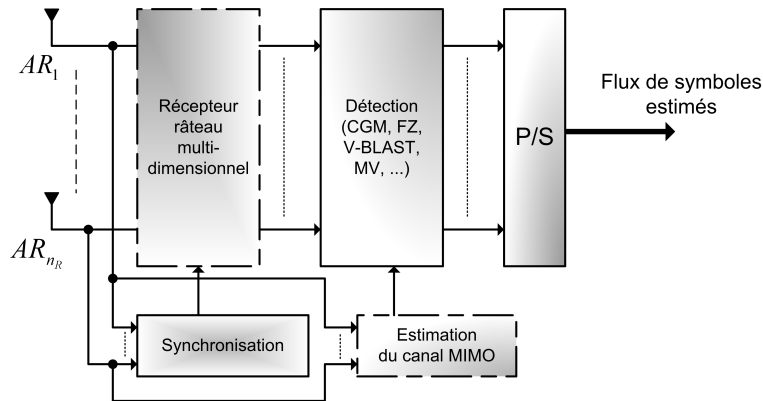 AR1
Récepteur
râteau
multi-
dimensionnel
Détection
(CGM, FZ,
V-BLAST,
MV, ...)
P/S
Flux de symboles
estimés
ARnR
Synchronisation
Estimation
du canal MIMO